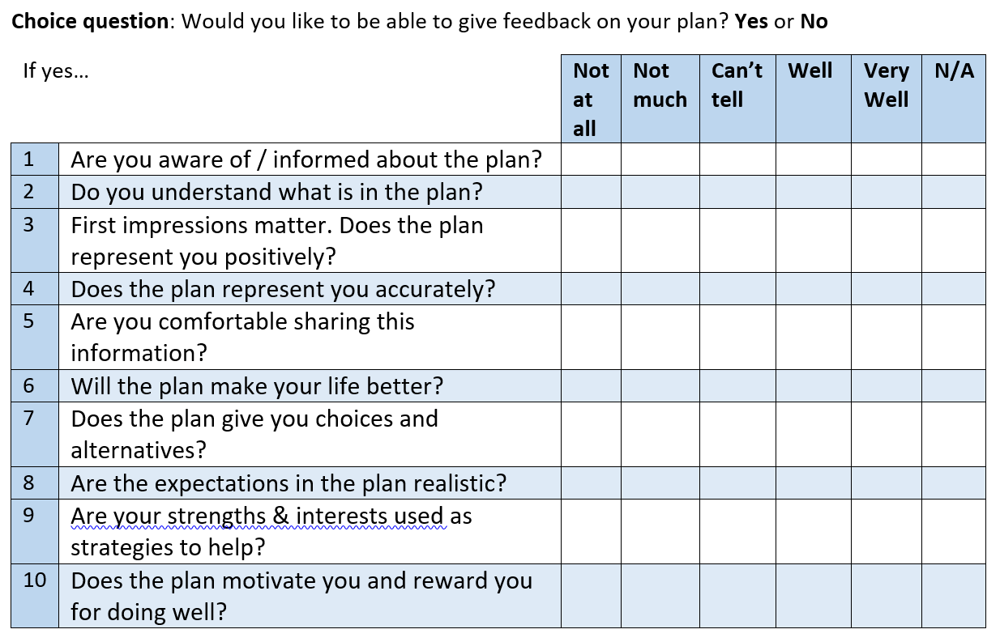 Choice question: Would you like to be able to give feedback on your plan? Yes or No
If yes...
Not at all
Not much
Can't tell
Well
Very Well
N/A
1 Are you aware of / informed about the plan?
2 Do you understand what is in the plan?
3 First impressions matter. Does the plan
represent you positively?
4 Does the plan represent you accurately?
5 Are you comfortable sharing this
information?
6 Will the plan make your life better?
7 Does the plan give you choices and
alternatives?
8 Are the expectations in the plan realistic?
9 Are your strengths & interests used as
strategies to help?
10 Does the plan motivate you and reward you
for doing well?